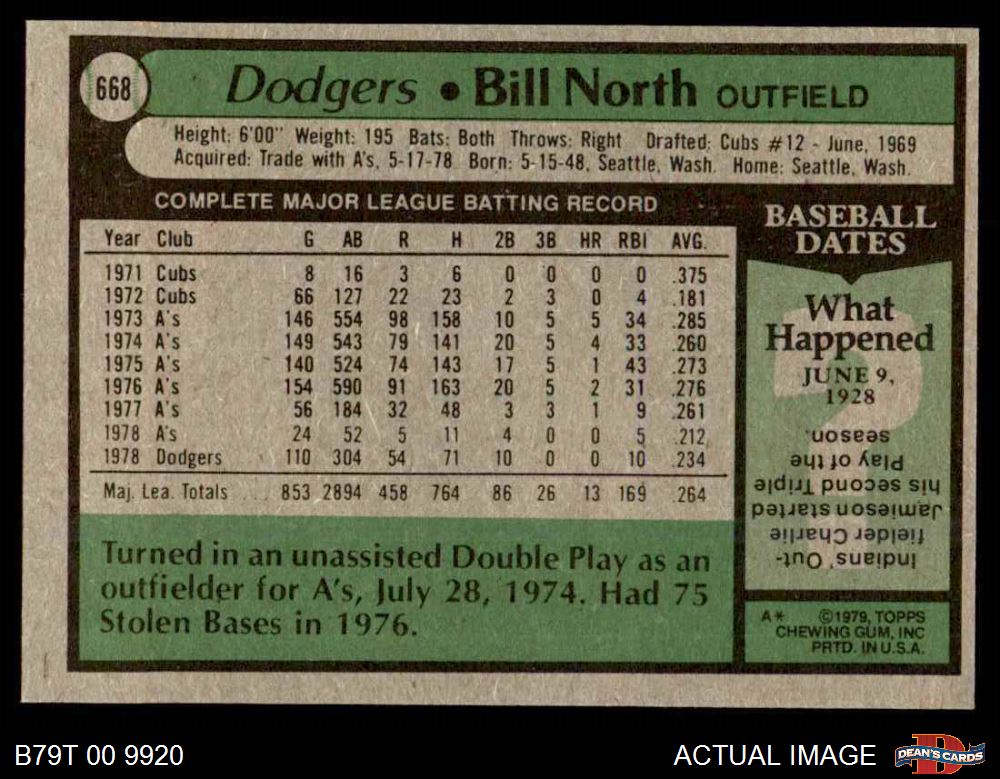 668
Dodgers • Bill North OUTFIELD
Height: 6'00" Weight: 195 Bats: Both Throws: Right Drafted: Cubs #12 - June, 1969
Acquired: Trade with A's, 5-17-78 Born: 5-15-48, Seattle, Wash. Home: Seattle, Wash.
COMPLETE MAJOR LEAGUE BATTING RECORD
Year Club G AB R H 2B 3B HR RBI AVG.
1971 Cubs 8 16 3 6 0 0 0 0 .375
1972 Cubs 66 127 22 23 2 3 0 4 .181
1973 A's 146 554 98 158 10 5 5 34 .285
1974 A's 149 543 79 141 20 5 4 33 .260
1975 A's 140 524 74 143 17 5 1 43 .273
1976 A's 154 590 91 163 20 5 2 31 .276
1977 A's 56 184 32 48 3 3 1 9 .261
1978 A's 24 52 5 11 4 0 0 5 .212
1978 Dodgers 110 304 54 71 10 0 0 10 .234
Maj. Lea. Totals ... 853 2894 458 764 86 26 13 169 .264
Turned in an unassisted Double Play as an
outfielder for A's, July 28, 1974. Had 75
Stolen Bases in 1976.
BASEBALL
DATES
What
Happened
JUNE 9,
1928
Indians' Out-
fielder Charlie
Jamieson started
his second Triple
Play of the
season.
A* ©1979, TOPPS
CHEWING GUM, INC
PRTD. IN U.S.A.
B79T 00 9920
ACTUAL IMAGE
D
DEAN'S CARDS